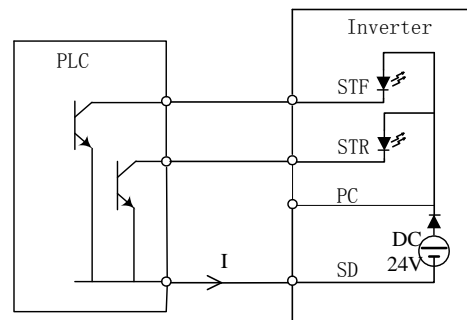 Inverter
PLC
STF
STR
PC
DC
24V
I
SD